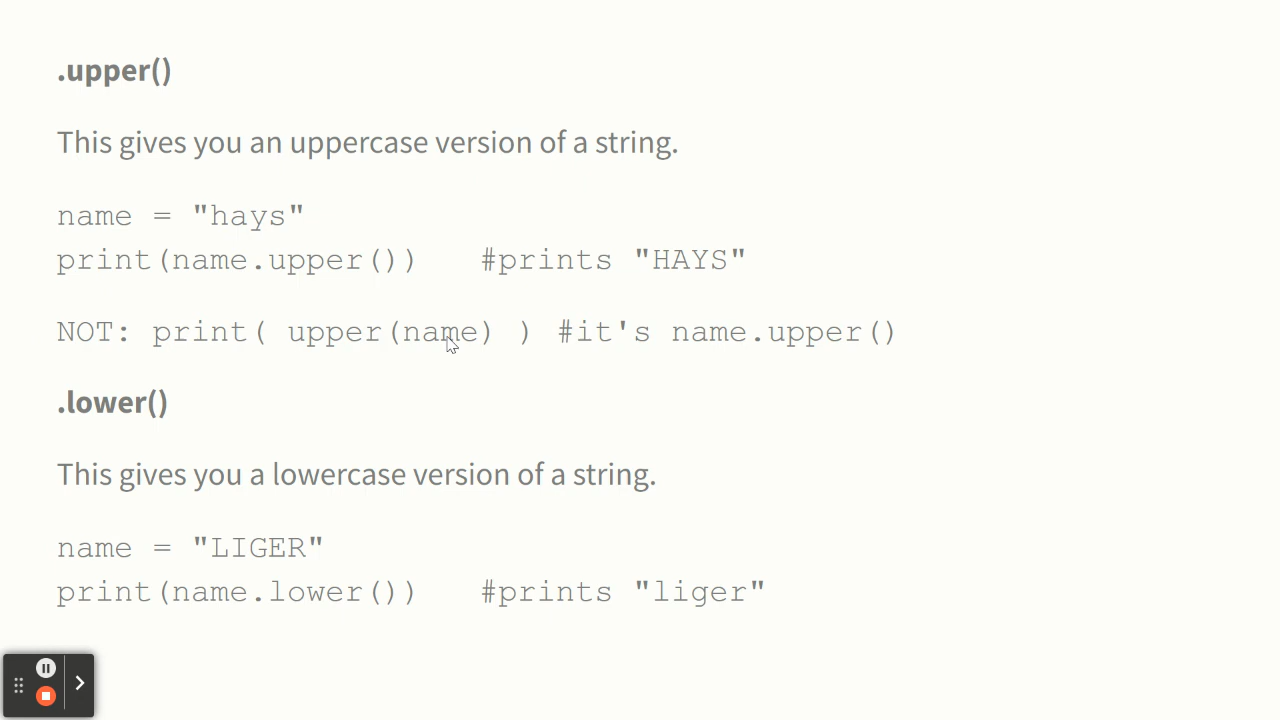 .upper()
This gives you an uppercase version of a string.
name = "hays"
print(name.upper())   #prints "HAYS"
NOT: print( upper(name) ) #it's name.upper()
.lower()
This gives you a lowercase version of a string.
name = "LIGER"
print(name.lower())   #prints "liger"